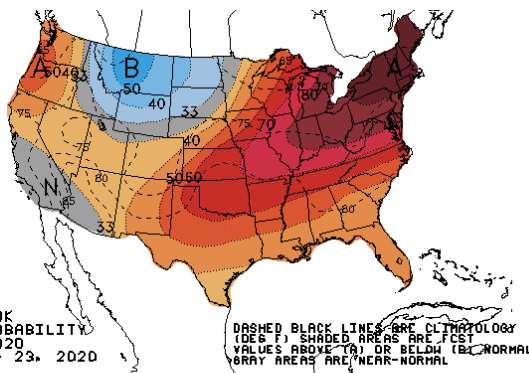 A
A
A
A
B
50 40 33
50
40
33
80
70
75
75
40
75
50 60
80
N
85
80
33
65
OK
OBABILITY
020
23, 2020
DASHED BLACK LINES ARE CLIMATOLOGY
(DEG F) SHADED AREAS ARE FCST
VALUES ABOVE (A) OR BELOW (B) NORMAL
GRAY AREAS ARE NEAR-NORMAL